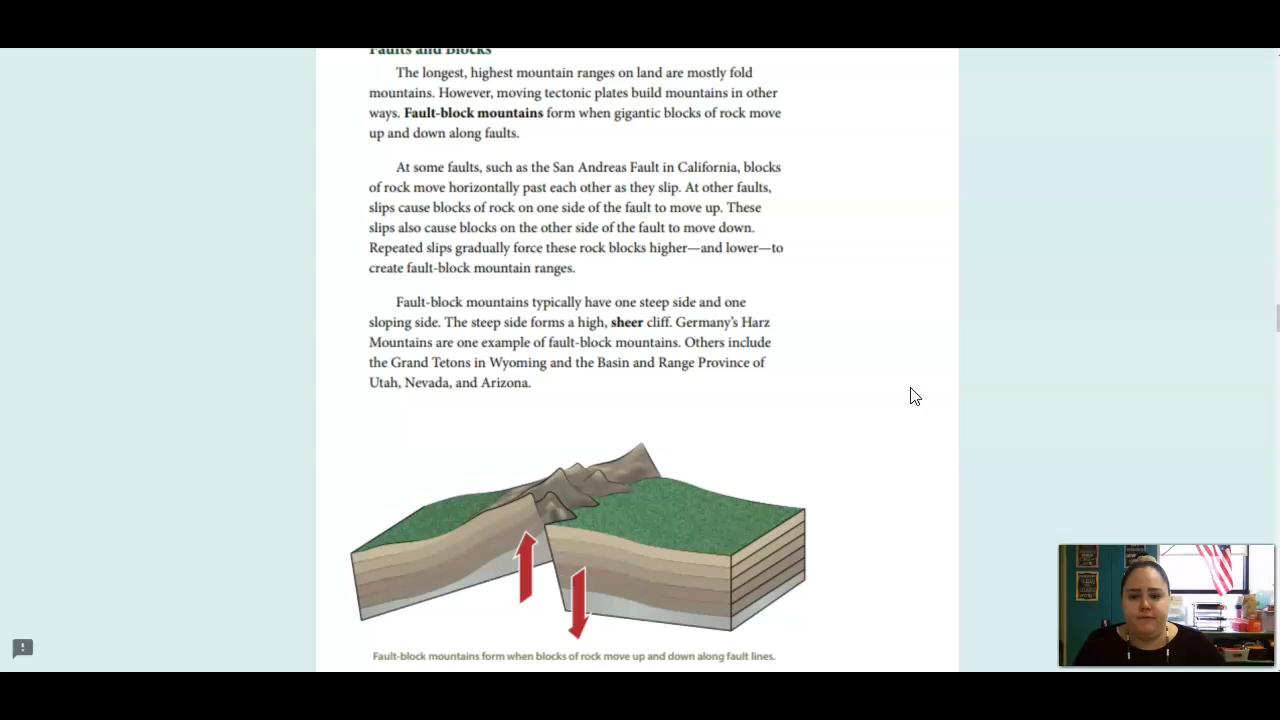 Faults and Blocks
The longest, highest mountain ranges on land are mostly fold
mountains. However, moving tectonic plates build mountains in other
ways. Fault-block mountains form when gigantic blocks of rock move
up and down along faults.
At some faults, such as the San Andreas Fault in California, blocks
of rock move horizontally past each other as they slip. At other faults,
slips cause blocks of rock on one side of the fault to move up. These
slips also cause blocks on the other side of the fault to move down.
Repeated slips gradually force these rock blocks higher—and lower—to
create fault-block mountain ranges.
Fault-block mountains typically have one steep side and one
sloping side. The steep side forms a high, sheer cliff. Germany’s Harz
Mountains are one example of fault-block mountains. Others include
the Grand Tetons in Wyoming and the Basin and Range Province of
Utah, Nevada, and Arizona.
Fault-block mountains form when blocks of rock move up and down along fault lines.